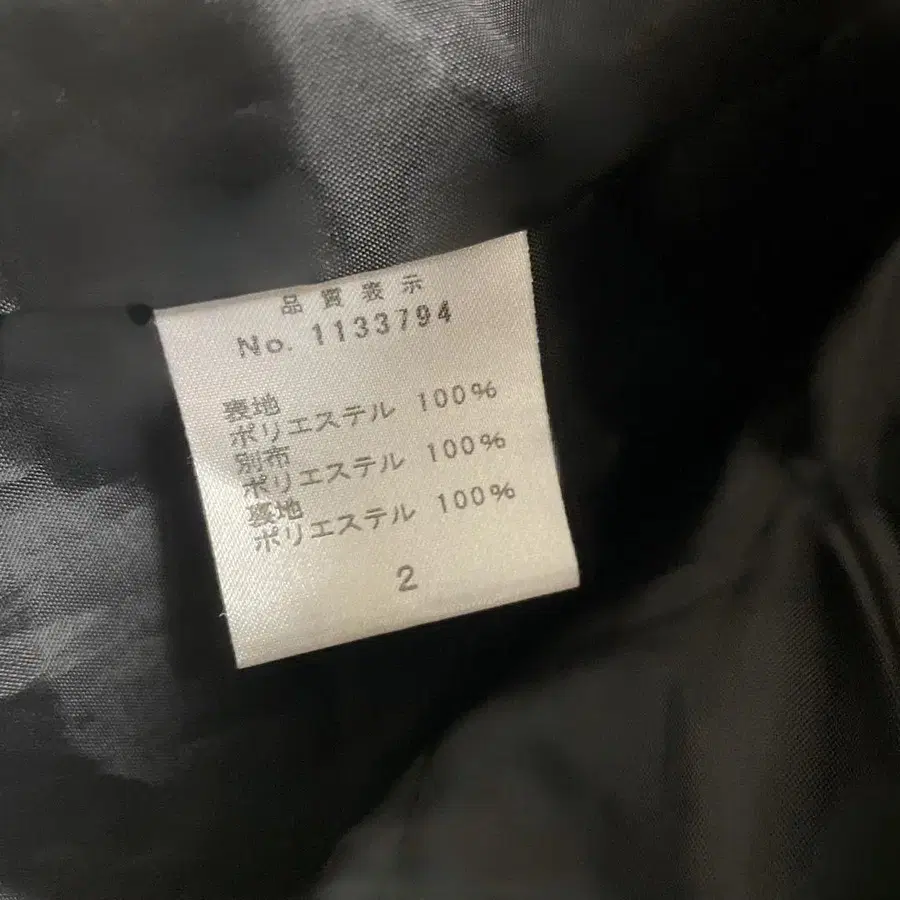 品質表示
No. 1133794
表地
ポリエステル 100%
別布
ポリエステル 100%
裏地
ポリエステル 100%
2